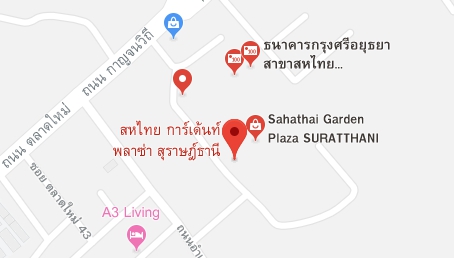 ธนาคารกรุงศรีอยุธยา
สาขาสหไทย...
ถนน กาญจนวิถี
ถนน ตลาดใหม่
สหไทย การ์เด้นท์
พลาซ่า สุราษฎ์ธานี
Sahathai Garden
Plaza SURATTHANI
ซอย ตลาดใหม่ 43
A3 Living
ถนนอำเ